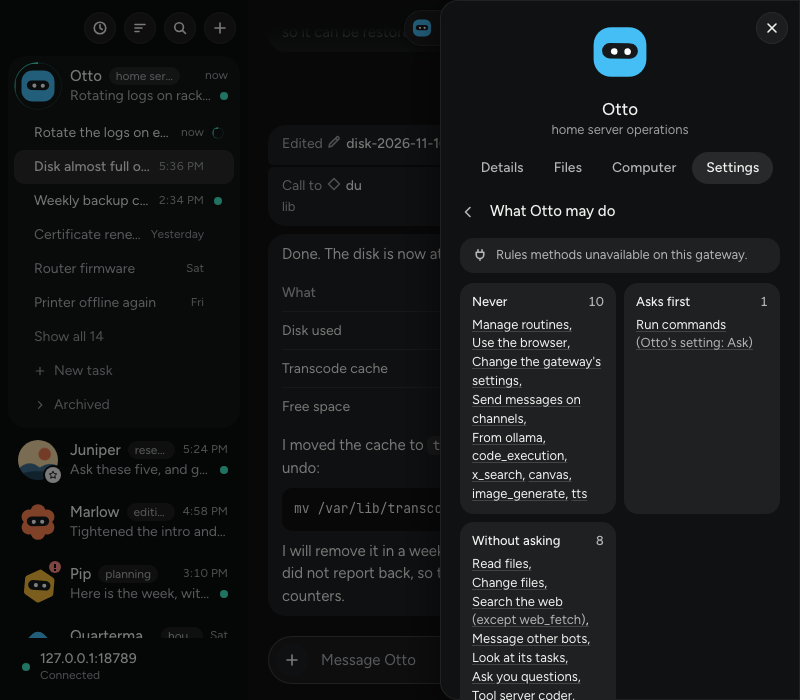 Otto home ser... now
Rotating logs on rack...
Rotate the logs on e... now
Disk almost full o... 5:36 PM
Weekly backup c... 2:34 PM
Certificate rene... Yesterday
Router firmware Sat
Printer offline again Fri
Show all 14
+ New task
> Archived
Juniper rese... 5:24 PM
Ask these five, and g...
Marlow editi... 4:58 PM
Tightened the intro and...
Pip planning 3:10 PM
Here is the week, wit...
Quarterma hou... Sat
127.0.0.1:18789
Connected
so it can be restor
Edited disk-2026-11-1
Call to du
lib
Done. The disk is now at
What
Disk used
Transcode cache
Free space
I moved the cache to
undo:
mv /var/lib/transco
I will remove it in a week
did not report back, so t
counters.
+ Message Otto
Otto
home server operations
Details Files Computer Settings
What Otto may do
Rules methods unavailable on this gateway.
Never 10
Manage routines,
Use the browser,
Change the gateway's
settings,
Send messages on
channels,
From ollama,
code_execution,
x_search, canvas,
image_generate, tts
Asks first 1
Run commands
(Otto's setting: Ask)
Without asking 8
Read files,
Change files,
Search the web
(except web_fetch),
Message other bots,
Look at its tasks,
Ask you questions,
Tool server coder,